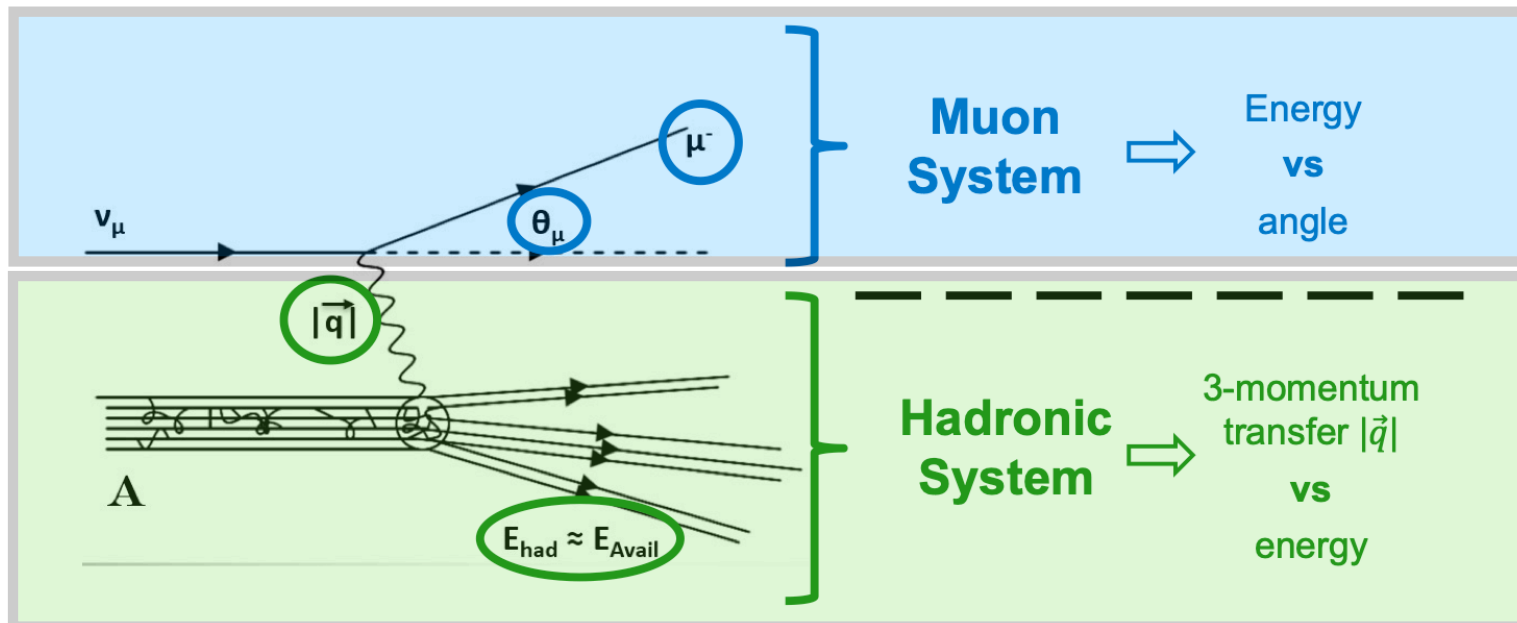 μ⁻
θ_μ
ν_μ
Muon
System
Energy
vs
angle
|q⃗|
A
E_had ≈ E_Avail
Hadronic
System
3-momentum
transfer |q⃗|
vs
energy